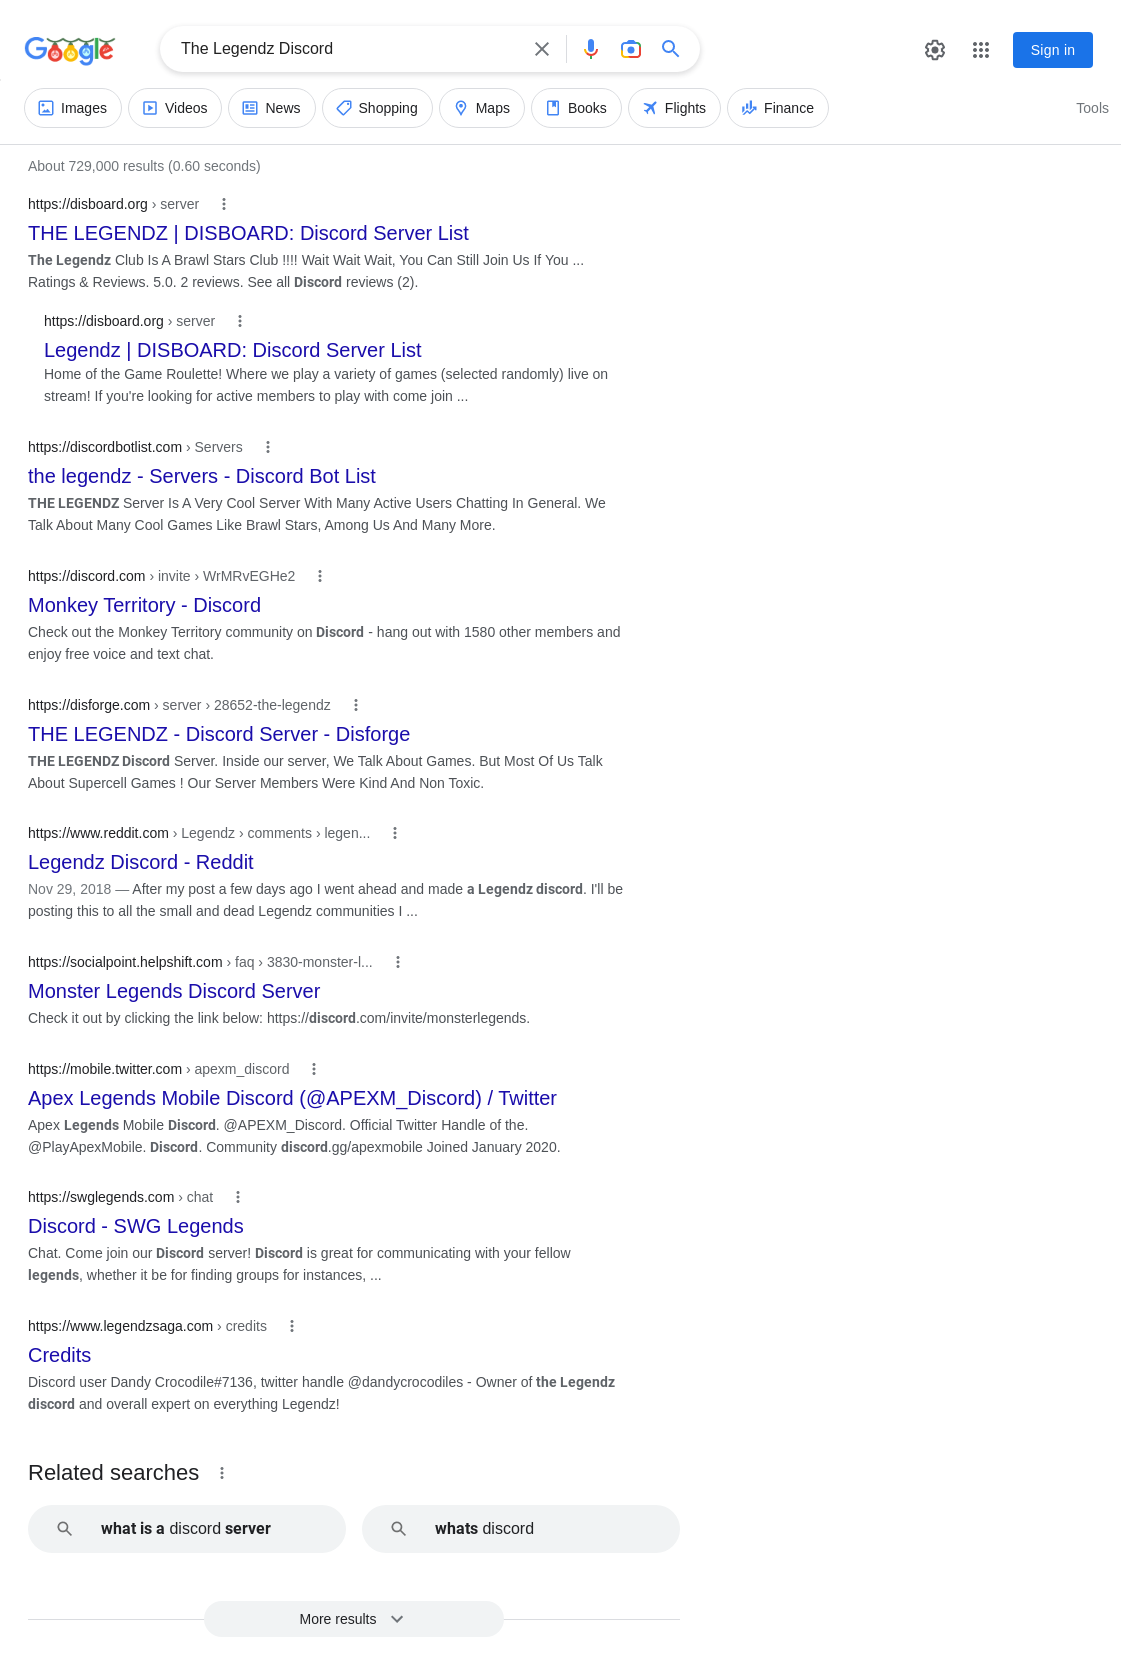 Google
The Legendz Discord
Sign in
Images
Videos
News
Shopping
Maps
Books
Flights
Finance
Tools
About 729,000 results (0.60 seconds)
https://disboard.org › server
THE LEGENDZ | DISBOARD: Discord Server List
The Legendz Club Is A Brawl Stars Club !!!! Wait Wait Wait, You Can Still Join Us If You ...
Ratings & Reviews. 5.0. 2 reviews. See all Discord reviews (2).
https://disboard.org › server
Legendz | DISBOARD: Discord Server List
Home of the Game Roulette! Where we play a variety of games (selected randomly) live on
stream! If you're looking for active members to play with come join ...
https://discordbotlist.com › Servers
the legendz - Servers - Discord Bot List
THE LEGENDZ Server Is A Very Cool Server With Many Active Users Chatting In General. We
Talk About Many Cool Games Like Brawl Stars, Among Us And Many More.
https://discord.com › invite › WrMRvEGHe2
Monkey Territory - Discord
Check out the Monkey Territory community on Discord - hang out with 1580 other members and
enjoy free voice and text chat.
https://disforge.com › server › 28652-the-legendz
THE LEGENDZ - Discord Server - Disforge
THE LEGENDZ Discord Server. Inside our server, We Talk About Games. But Most Of Us Talk
About Supercell Games ! Our Server Members Were Kind And Non Toxic.
https://www.reddit.com › Legendz › comments › legen...
Legendz Discord - Reddit
Nov 29, 2018 — After my post a few days ago I went ahead and made a Legendz discord. I'll be
posting this to all the small and dead Legendz communities I ...
https://socialpoint.helpshift.com › faq › 3830-monster-l...
Monster Legends Discord Server
Check it out by clicking the link below: https://discord.com/invite/monsterlegends.
https://mobile.twitter.com › apexm_discord
Apex Legends Mobile Discord (@APEXM_Discord) / Twitter
Apex Legends Mobile Discord. @APEXM_Discord. Official Twitter Handle of the.
@PlayApexMobile. Discord. Community discord.gg/apexmobile Joined January 2020.
https://swglegends.com › chat
Discord - SWG Legends
Chat. Come join our Discord server! Discord is great for communicating with your fellow
legends, whether it be for finding groups for instances, ...
https://www.legendzsaga.com › credits
Credits
Discord user Dandy Crocodile#7136, twitter handle @dandycrocodiles - Owner of the Legendz
discord and overall expert on everything Legendz!
Related searches
what is a discord server
whats discord
More results